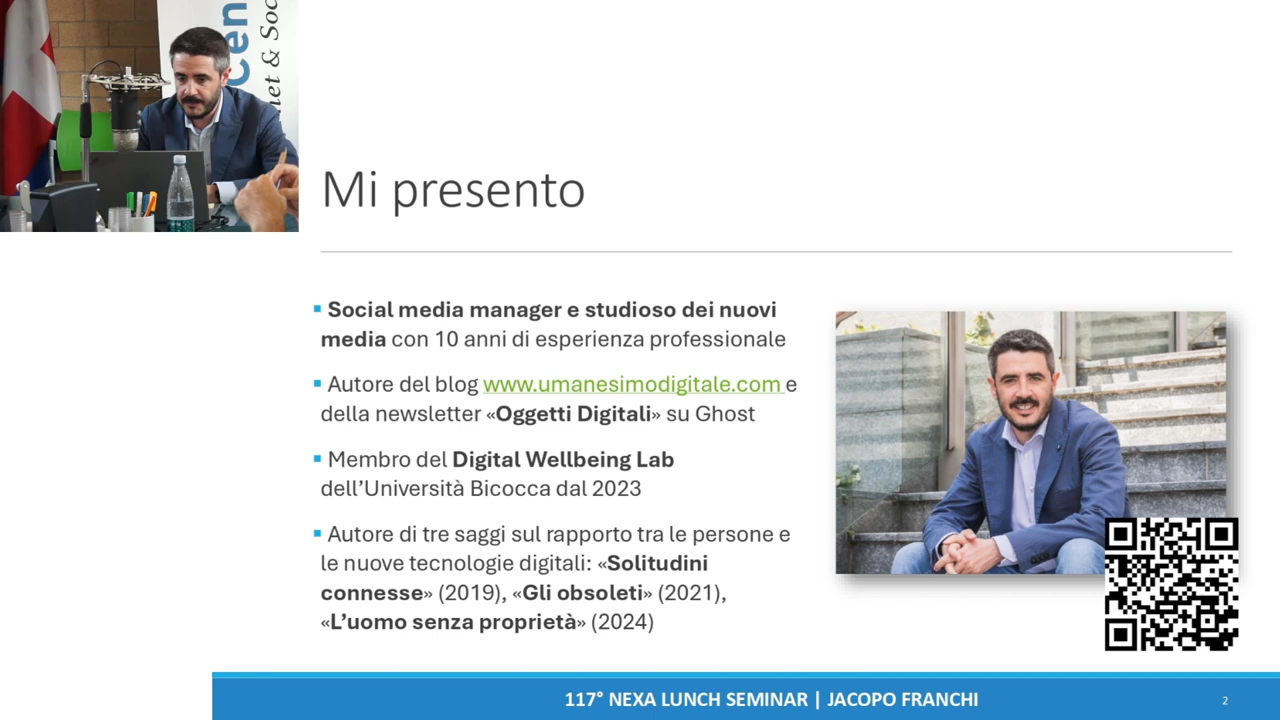 Cen
net & Soc
Mi presento
Social media manager e studioso dei nuovi
media con 10 anni di esperienza professionale
Autore del blog www.umanesimodigitale.com e
della newsletter «Oggetti Digitali» su Ghost
Membro del Digital Wellbeing Lab
dell’Università Bicocca dal 2023
Autore di tre saggi sul rapporto tra le persone e
le nuove tecnologie digitali: «Solitudini
connesse» (2019), «Gli obsoleti» (2021),
«L’uomo senza proprietà» (2024)
117° NEXA LUNCH SEMINAR | JACOPO FRANCHI
2